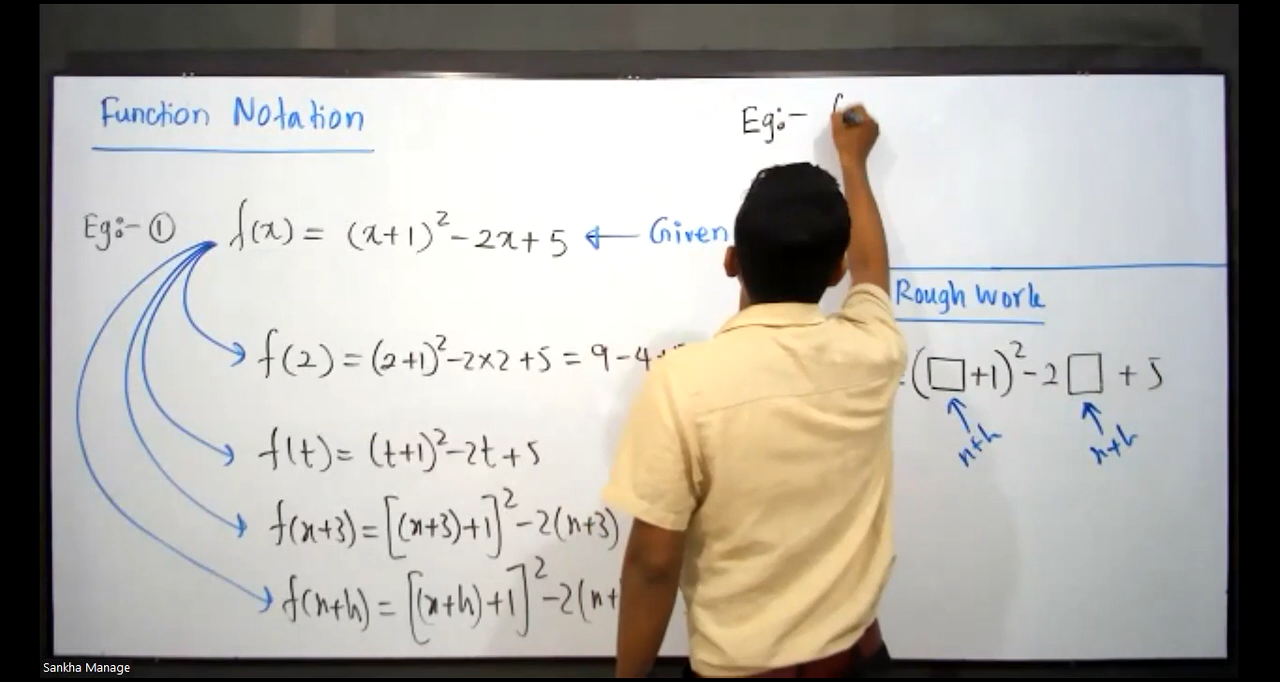 Function Notation
Eg:- f
Eg:- ① f(x) = (x+1)² - 2x + 5 ← Given
Rough Work
f(2) = (2+1)² - 2×2 + 5 = 9 - 4 +
(□+1)² - 2□ + 5
x+h x+h
f(t) = (t+1)² - 2t + 5
f(x+3) = [(x+3)+1]² - 2(x+3)
f(x+h) = [(x+h)+1]² - 2(x+
Sankha Manage